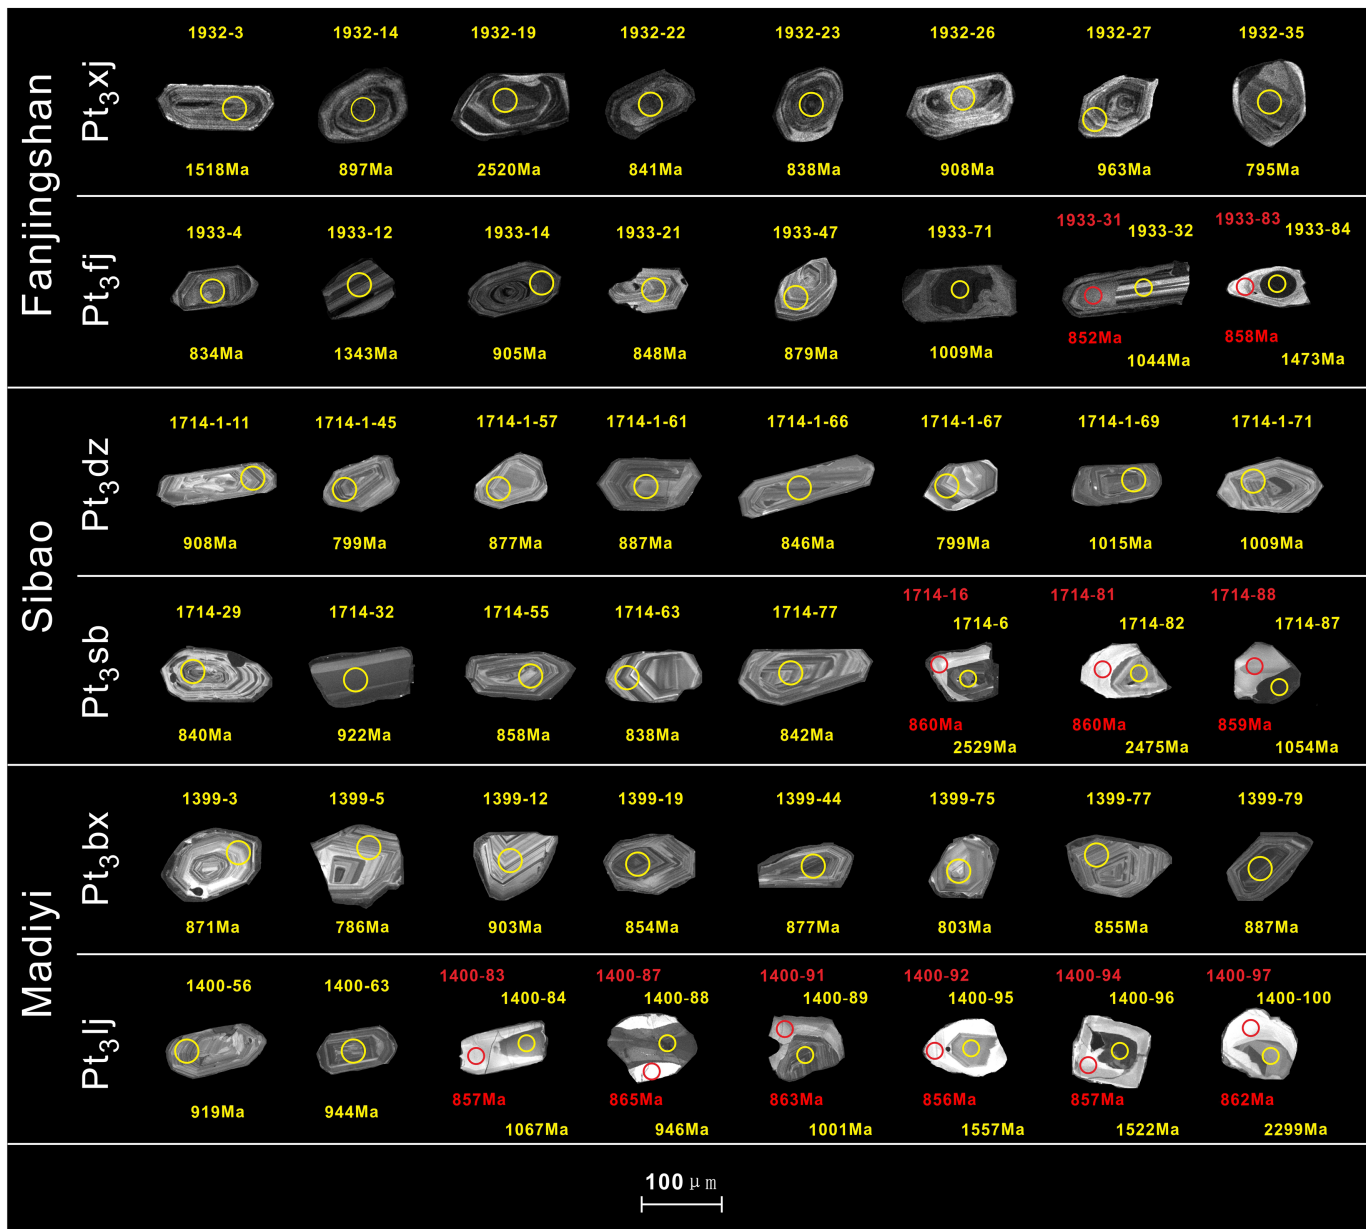 Fanjingshan
Pt3xj
1932-3 1932-14 1932-19 1932-22 1932-23 1932-26 1932-27 1932-35
1518Ma 897Ma 2520Ma 841Ma 838Ma 908Ma 963Ma 795Ma
Pt3fj
1933-31 1933-83
1933-4 1933-12 1933-14 1933-21 1933-47 1933-71 1933-32 1933-84
852Ma 858Ma
834Ma 1343Ma 905Ma 848Ma 879Ma 1009Ma 1044Ma 1473Ma
Sibao
Pt3dz
1714-1-11 1714-1-45 1714-1-57 1714-1-61 1714-1-66 1714-1-67 1714-1-69 1714-1-71
908Ma 799Ma 877Ma 887Ma 846Ma 799Ma 1015Ma 1009Ma
Pt3sb
1714-16 1714-81 1714-88
1714-29 1714-32 1714-55 1714-63 1714-77 1714-6 1714-82 1714-87
860Ma 860Ma 859Ma
840Ma 922Ma 858Ma 838Ma 842Ma 2529Ma 2475Ma 1054Ma
Madiyi
Pt3bx
1399-3 1399-5 1399-12 1399-19 1399-44 1399-75 1399-77 1399-79
871Ma 786Ma 903Ma 854Ma 877Ma 803Ma 855Ma 887Ma
Pt3lj
1400-83 1400-87 1400-91 1400-92 1400-94 1400-97
1400-56 1400-63 1400-84 1400-88 1400-89 1400-95 1400-96 1400-100
857Ma 865Ma 863Ma 856Ma 857Ma 862Ma
919Ma 944Ma 1067Ma 946Ma 1001Ma 1557Ma 1522Ma 2299Ma
100 μm